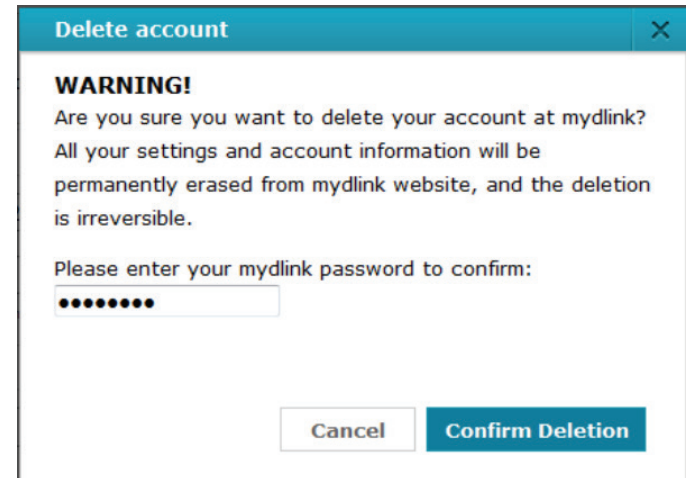 Delete account
WARNING!
Are you sure you want to delete your account at mydlink?
All your settings and account information will be
permanently erased from mydlink website, and the deletion
is irreversible.
Please enter your mydlink password to confirm:
••••••••
Cancel
Confirm Deletion